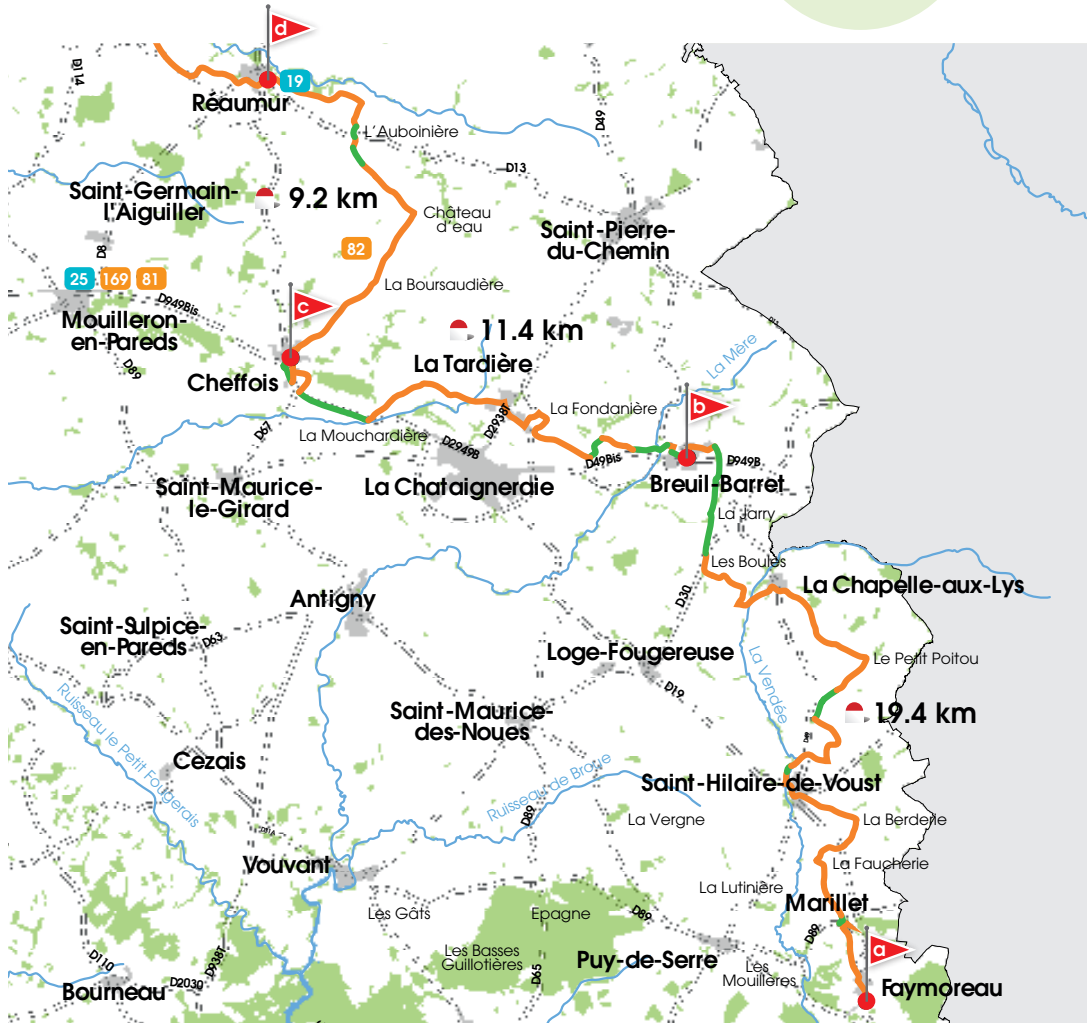 d
D114
19
Réaumur
L'Auboinière
D49
D13
Saint-Germain-
l'Aiguiller
9.2 km
Château
d'eau
Saint-Pierre-
du-Chemin
D8
82
25
169
81
La Boursaudière
D949Bis
c
Mouilleron-
en-Pareds
11.4 km
La Mère
D89
La Tardière
Cheffois
b
La Fondanière
D2938T
D67
La Mouchardière
D2949B
D49Bis
D949B
La Chataigneraie
Breuil-Barret
Saint-Maurice-
le-Girard
La Jarry
Les Boules
La Chapelle-aux-Lys
Antigny
D30
Saint-Sulpice-
en-Pareds
D63
Loge-Fougereuse
Le Petit Poitou
D19
La Vendée
Ruisseau le Petit Fougerais
Saint-Maurice-
des-Noues
19.4 km
Cezais
Saint-Hilaire-de-Voust
Ruisseau de Broue
D89
La Vergne
La Berderie
Vouvant
La Faucherie
La Lutinière
Marillet
Les Gâts
Epagne
D89
D89
a
Les Basses
Guillotières
D65
Puy-de-Serre
Les
Mouillères
D110
D938T
D2030
Bourneau
Faymoreau